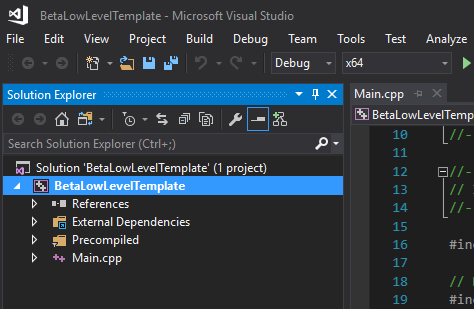 BetaLowLevelTemplate - Microsoft Visual Studio
File Edit View Project Build Debug Team Tools Test Analyze
Debug x64
Solution Explorer
Search Solution Explorer (Ctrl+;)
Solution 'BetaLowLevelTemplate' (1 project)
BetaLowLevelTemplate
References
External Dependencies
Precompiled
Main.cpp
Main.cpp
BetaLowLevelTemp
10 //-
11
12 //-
13 //
14 //-
15
16 #in
17
18 //
19 #in